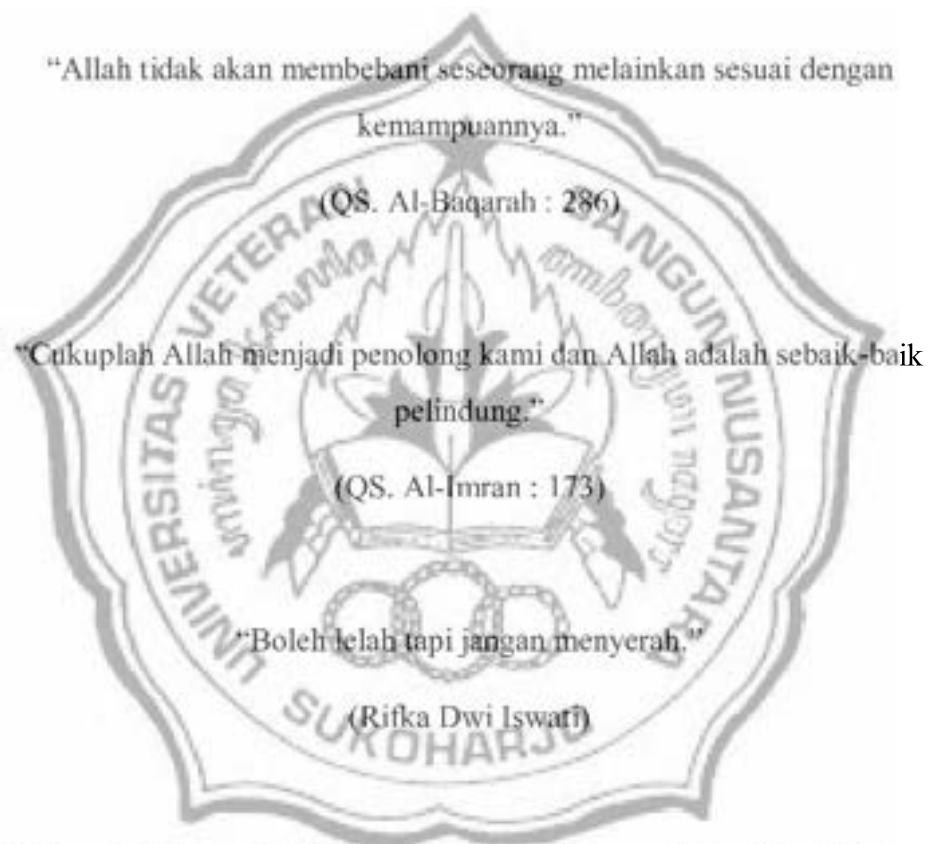 “Allah tidak akan membebani seseorang melainkan sesuai dengan
kemampuannya.”
(QS. Al-Baqarah : 286)
“Cukuplah Allah menjadi penolong kami dan Allah adalah sebaik-baik
pelindung.”
(QS. Al-Imran : 173)
“Boleh lelah tapi jangan menyerah.”
(Rifka Dwi Iswati)
UNIVERSITAS VETERAN BANGUN NUSANTARA
SUKOHARJO